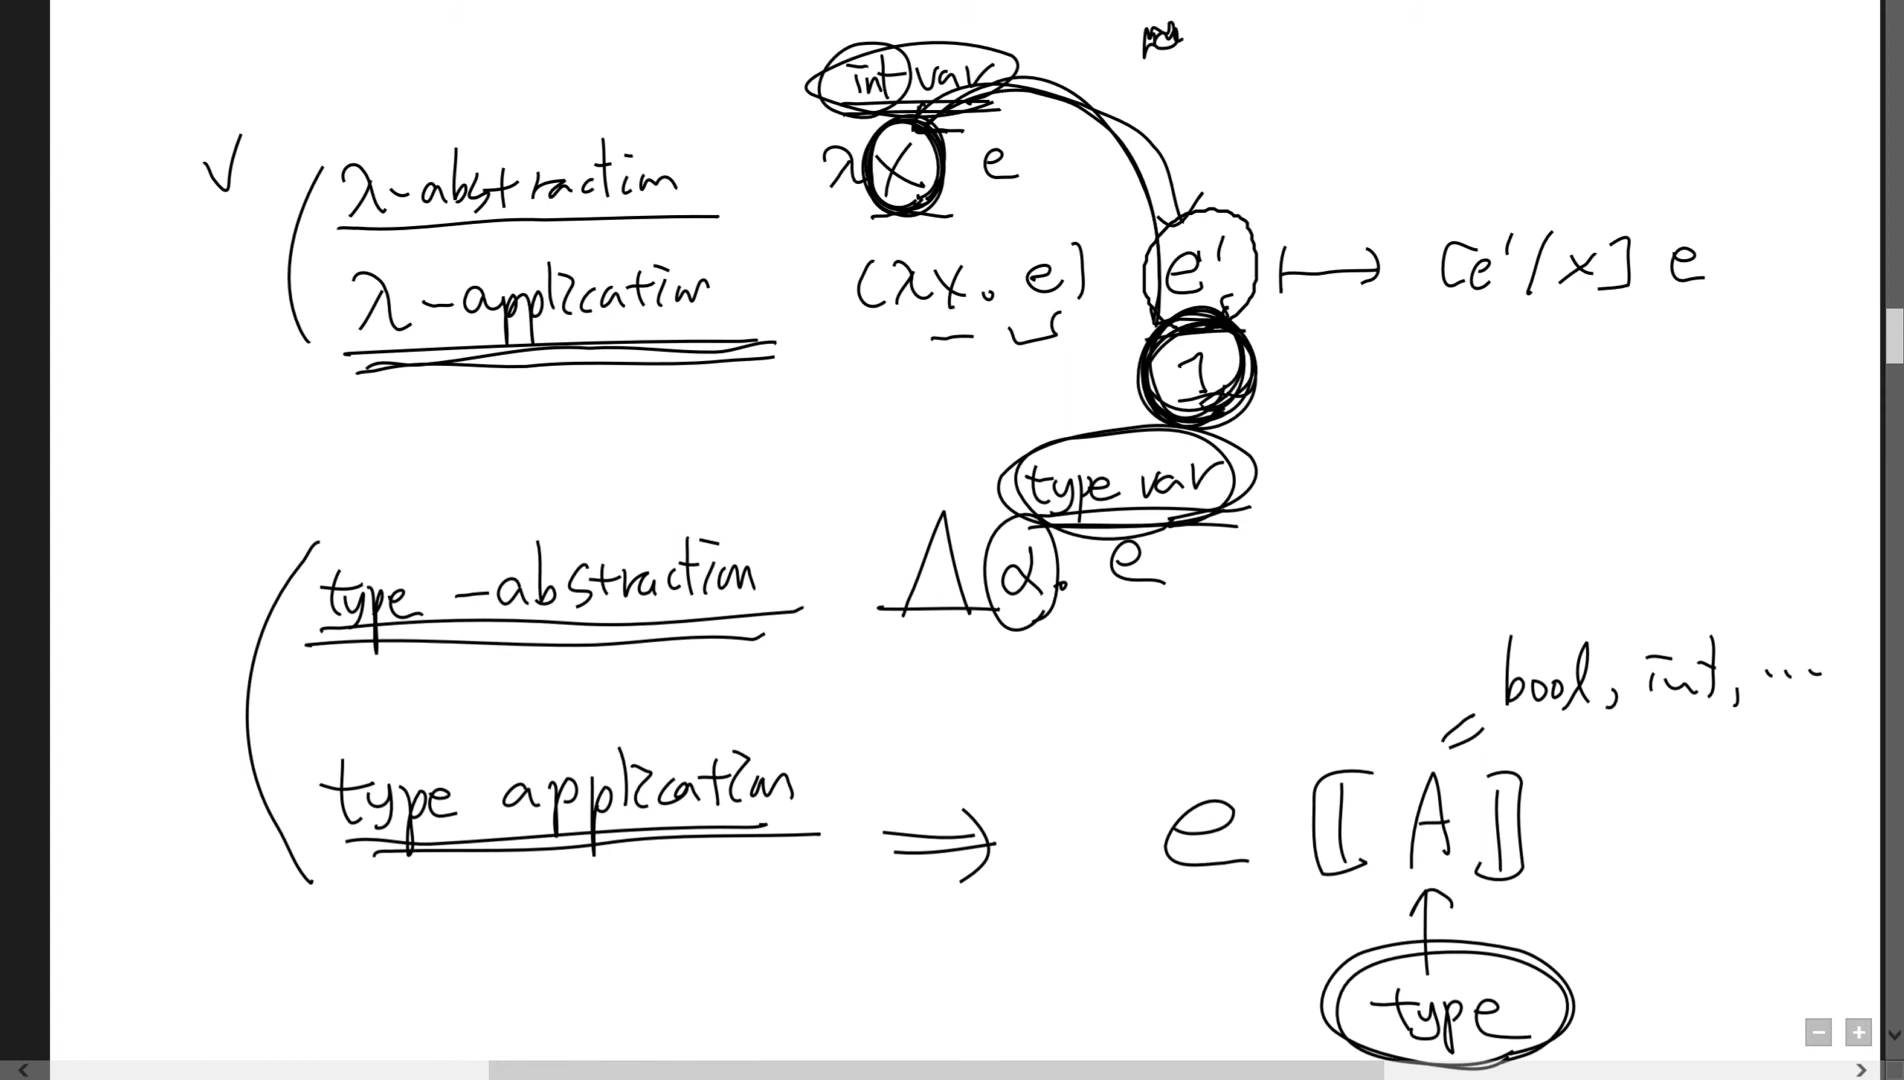 int var
λ-abstraction λx e
λ-application (λx. e) e' ↦ [e'/x] e
1
type var
type -abstraction Λα. e
bool, int, ...
type application ⇒ e ⟦A⟧
type